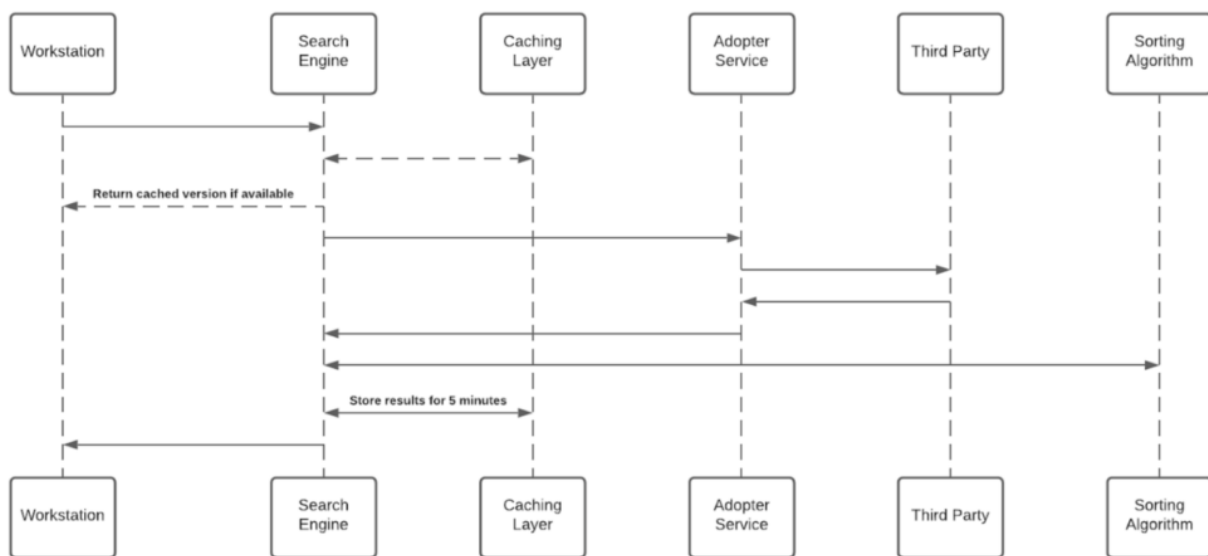 Workstation
Search
Engine
Caching
Layer
Adopter
Service
Third Party
Sorting
Algorithm
Return cached version if available
Store results for 5 minutes
Workstation
Search
Engine
Caching
Layer
Adopter
Service
Third Party
Sorting
Algorithm